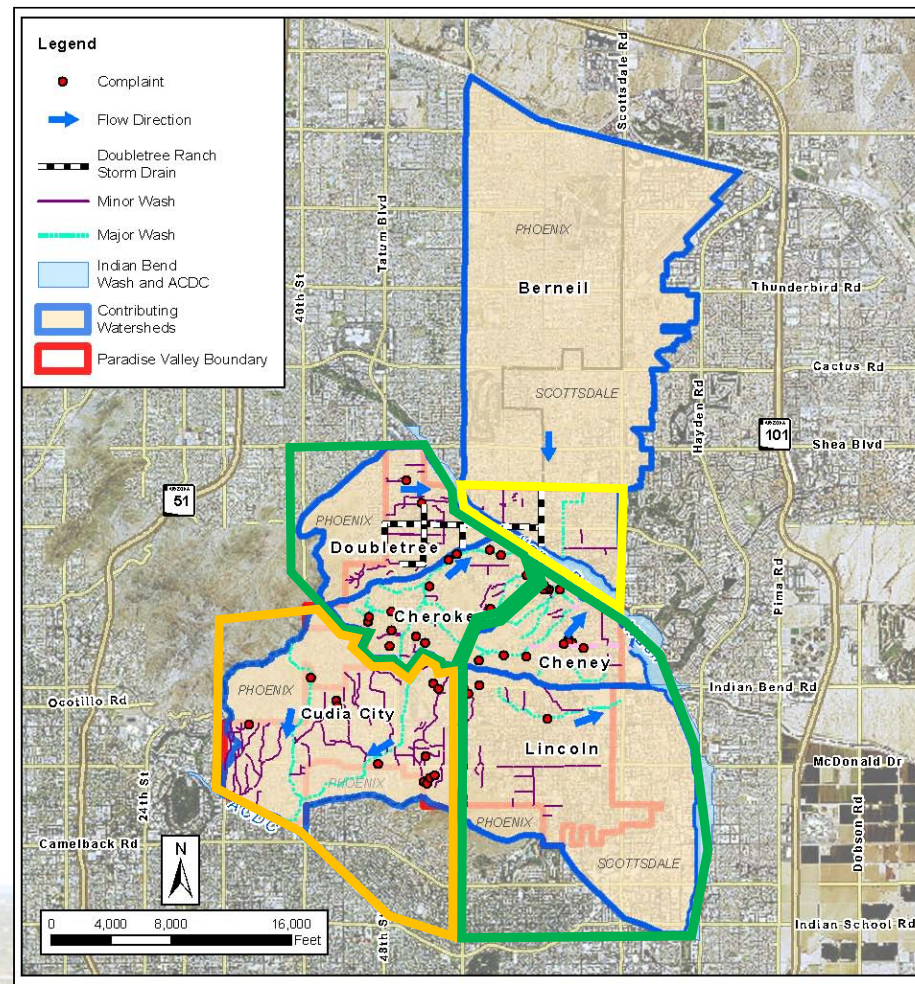 Legend
Complaint
Flow Direction
Doubletree Ranch
Storm Drain
Minor Wash
Major Wash
Indian Bend
Wash and ACDC
Contributing
Watersheds
Paradise Valley Boundary
Scottsdale Rd
Tatum Blvd
40th St
PHOENIX
Berneil
Thunderbird Rd
Cactus Rd
SCOTTSDALE
Hayden Rd
ARIZONA
101
Shea Blvd
ARIZONA
51
PHOENIX
Doubletree
Pima Rd
Cheroke
Cheney
PHOENIX
Indian Bend Rd
Ocotillo Rd
Cudia City
Lincoln
McDonald Dr
24th St
PHOENIX
ACDC
PHOENIX
Dobson Rd
Camelback Rd
N
SCOTTSDALE
48th St
0 4,000 8,000 16,000
Feet
Indian School Rd